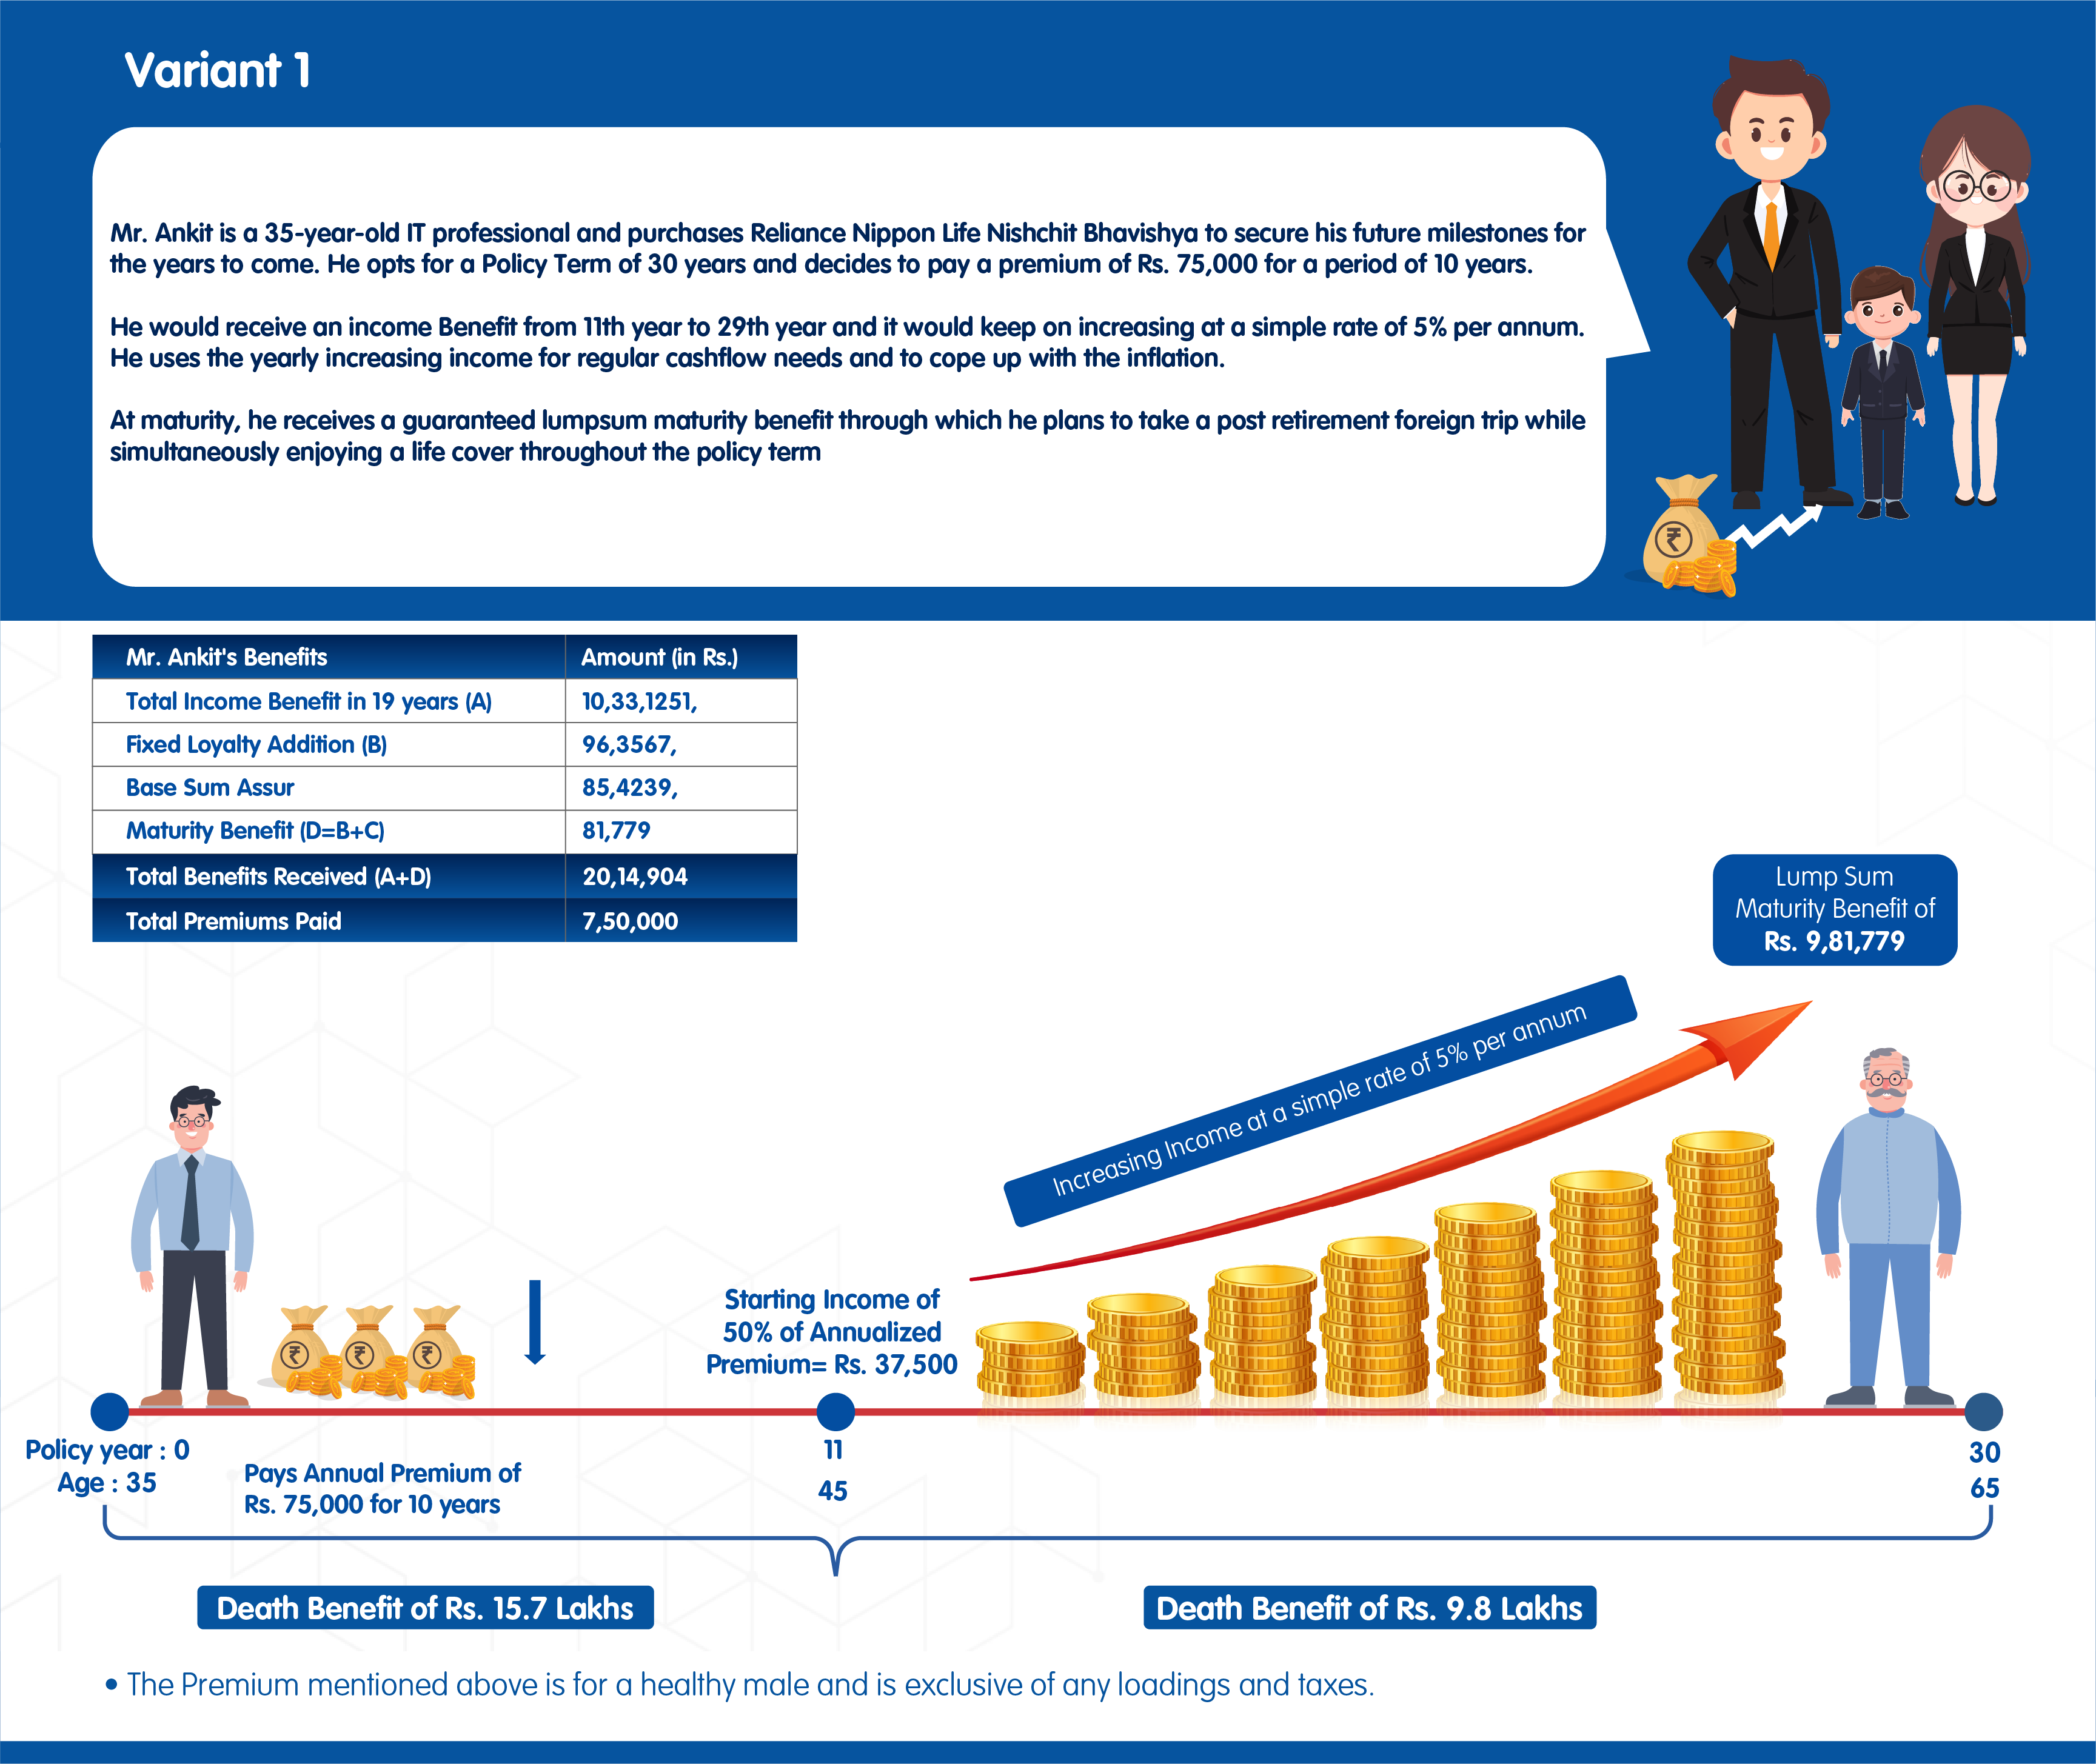 Variant 1
Mr. Ankit is a 35-year-old IT professional and purchases Reliance Nippon Life Nishchit Bhavishya to secure his future milestones for
the years to come. He opts for a Policy Term of 30 years and decides to pay a premium of Rs. 75,000 for a period of 10 years.
He would receive an income Benefit from 11th year to 29th year and it would keep on increasing at a simple rate of 5% per annum.
He uses the yearly increasing income for regular cashflow needs and to cope up with the inflation.
At maturity, he receives a guaranteed lumpsum maturity benefit through which he plans to take a post retirement foreign trip while
simultaneously enjoying a life cover throughout the policy term
₹
Mr. Ankit's Benefits Amount (in Rs.)
Total Income Benefit in 19 years (A) 10,33,1251,
Fixed Loyalty Addition (B) 96,3567,
Base Sum Assur 85,4239,
Maturity Benefit (D=B+C) 81,779
Total Benefits Received (A+D) 20,14,904
Total Premiums Paid 7,50,000
Lump Sum
Maturity Benefit of
Rs. 9,81,779
Increasing Income at a simple rate of 5% per annum
Starting Income of
50% of Annualized
Premium= Rs. 37,500
₹ ₹ ₹
Policy year : 0
Age : 35
Pays Annual Premium of
Rs. 75,000 for 10 years
11
45
30
65
Death Benefit of Rs. 15.7 Lakhs
Death Benefit of Rs. 9.8 Lakhs
• The Premium mentioned above is for a healthy male and is exclusive of any loadings and taxes.